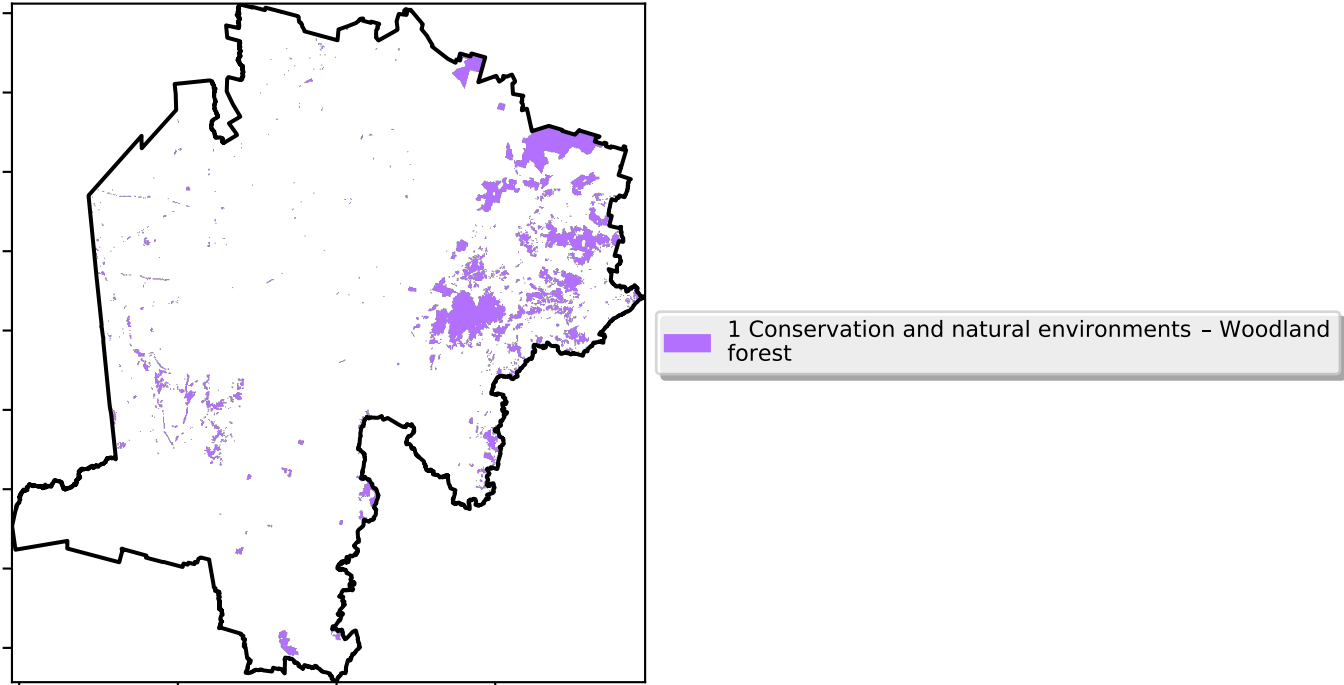 1 Conservation and natural environments – Woodland
forest